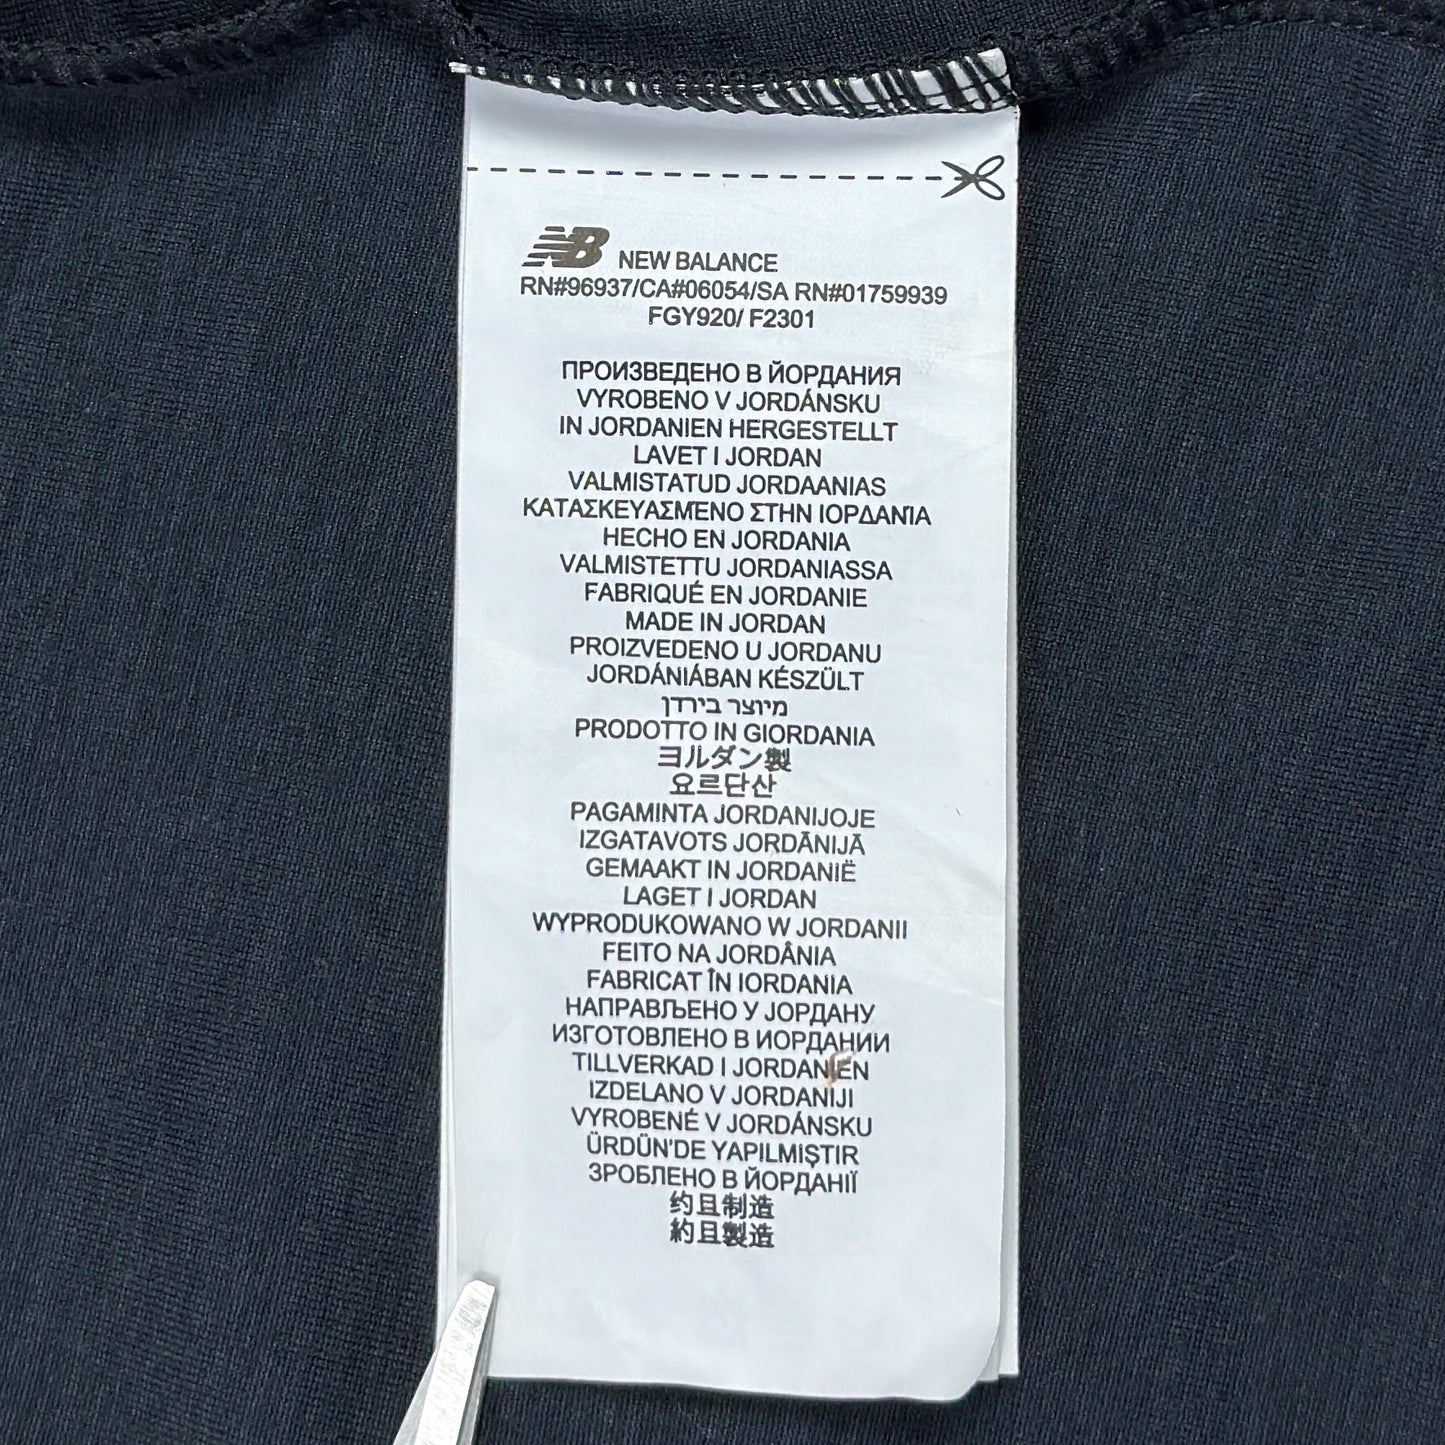 NB NEW BALANCE
RN#96937/CA#06054/SA RN#01759939
FGY920/ F2301
ПРОИЗВЕДЕНО В ЙОРДАНИЯ
VYROBENO V JORDÁNSKU
IN JORDANIEN HERGESTELLT
LAVET I JORDAN
VALMISTATUD JORDAANIAS
ΚΑΤΑΣΚΕΥΑΣΜΈΝΟ ΣΤΗΝ ΙΟΡΔΑΝΊΑ
HECHO EN JORDANIA
VALMISTETTU JORDANIASSA
FABRIQUÉ EN JORDANIE
MADE IN JORDAN
PROIZVEDENO U JORDANU
JORDÁNIÁBAN KÉSZÜLT
מיוצר בירדן
PRODOTTO IN GIORDANIA
ヨルダン製
요르단산
PAGAMINTA JORDANIJOJE
IZGATAVOTS JORDĀNIJĀ
GEMAAKT IN JORDANIË
LAGET I JORDAN
WYPRODUKOWANO W JORDANII
FEITO NA JORDÂNIA
FABRICAT ÎN IORDANIA
НАПРАВЉЕНО У ЈОРДАНУ
ИЗГОТОВЛЕНО В ИОРДАНИИ
TILLVERKAD I JORDANIEN
IZDELANO V JORDANIJI
VYROBENÉ V JORDÁNSKU
ÜRDÜN'DE YAPILMIŞTIR
ЗРОБЛЕНО В ЙОРДАНІЇ
约旦制造
約旦製造